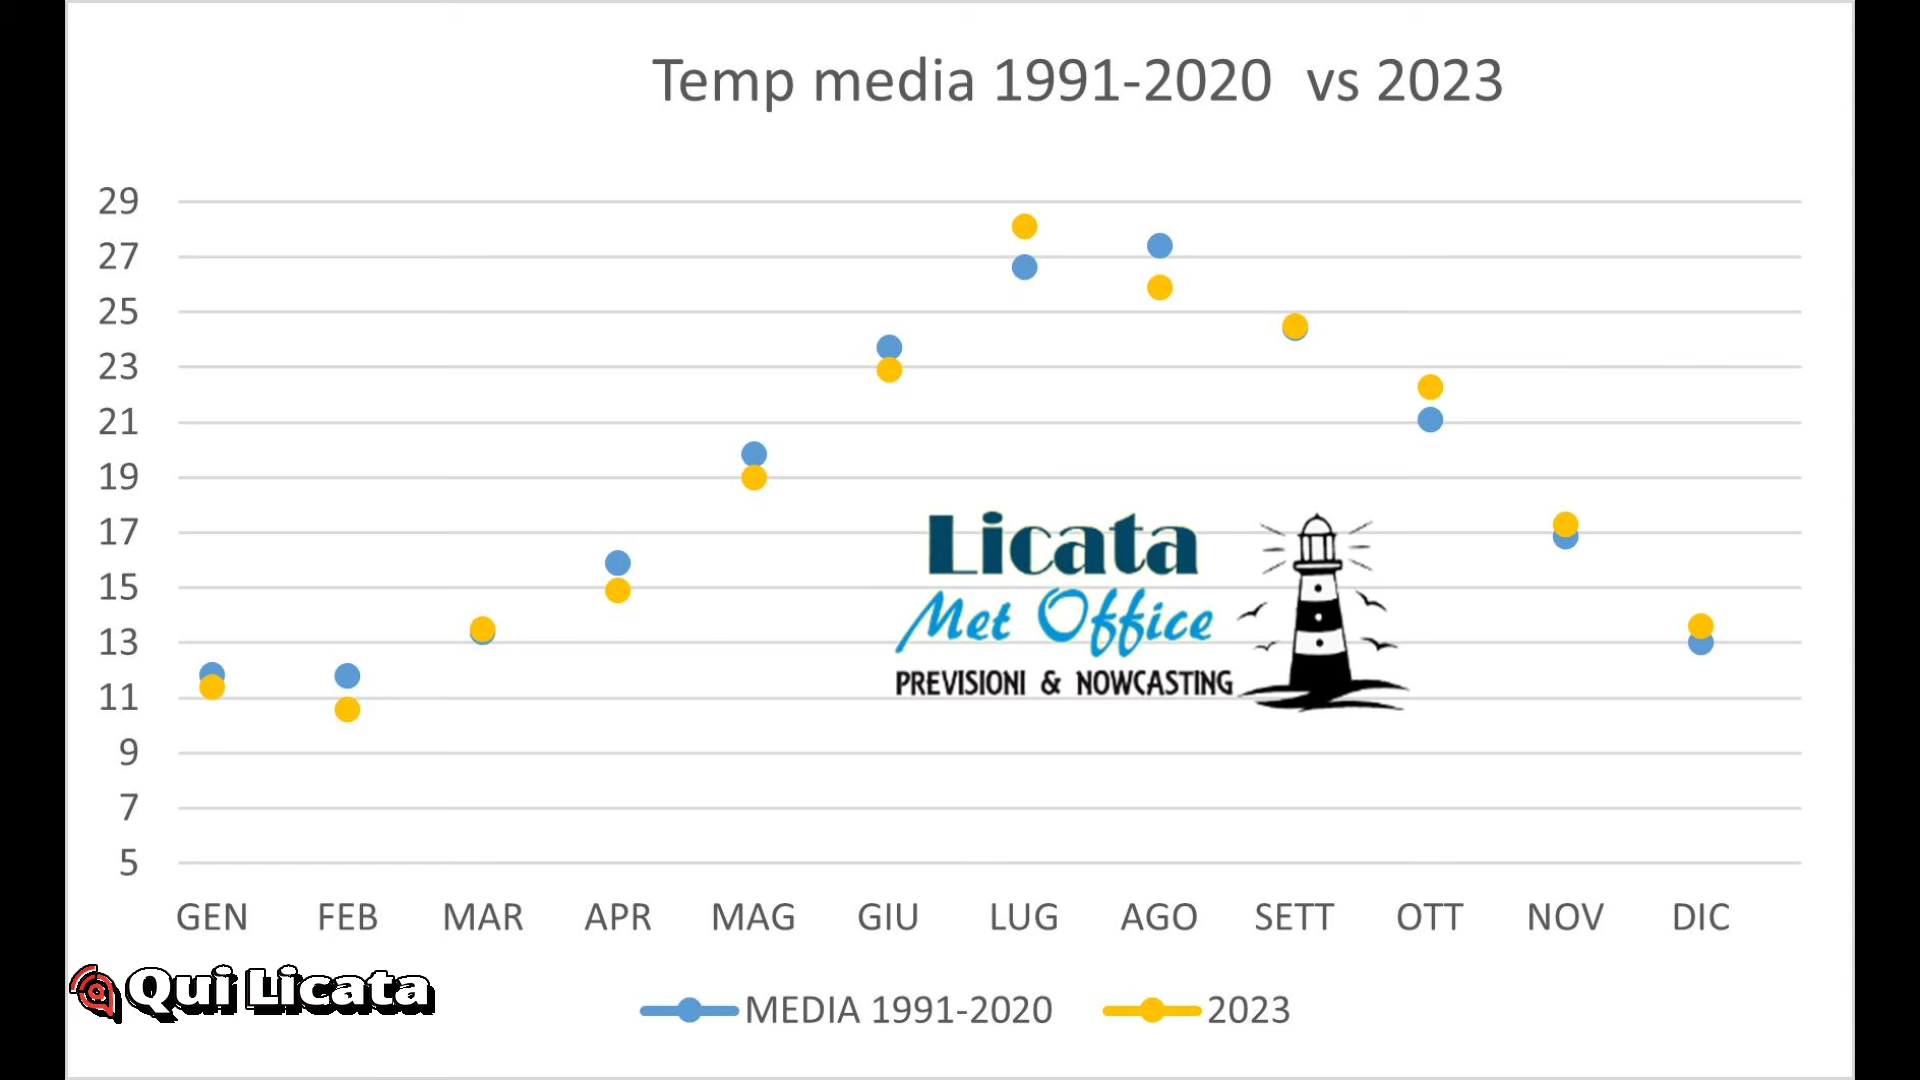 Temp media 1991-2020 vs 2023
29
27
25
23
21
19
17
15
13
11
9
7
5
Licata
Met Office
PREVISIONI & NOWCASTING
GEN FEB MAR APR MAG GIU LUG AGO SETT OTT NOV DIC
Qui Licata
MEDIA 1991-2020 2023